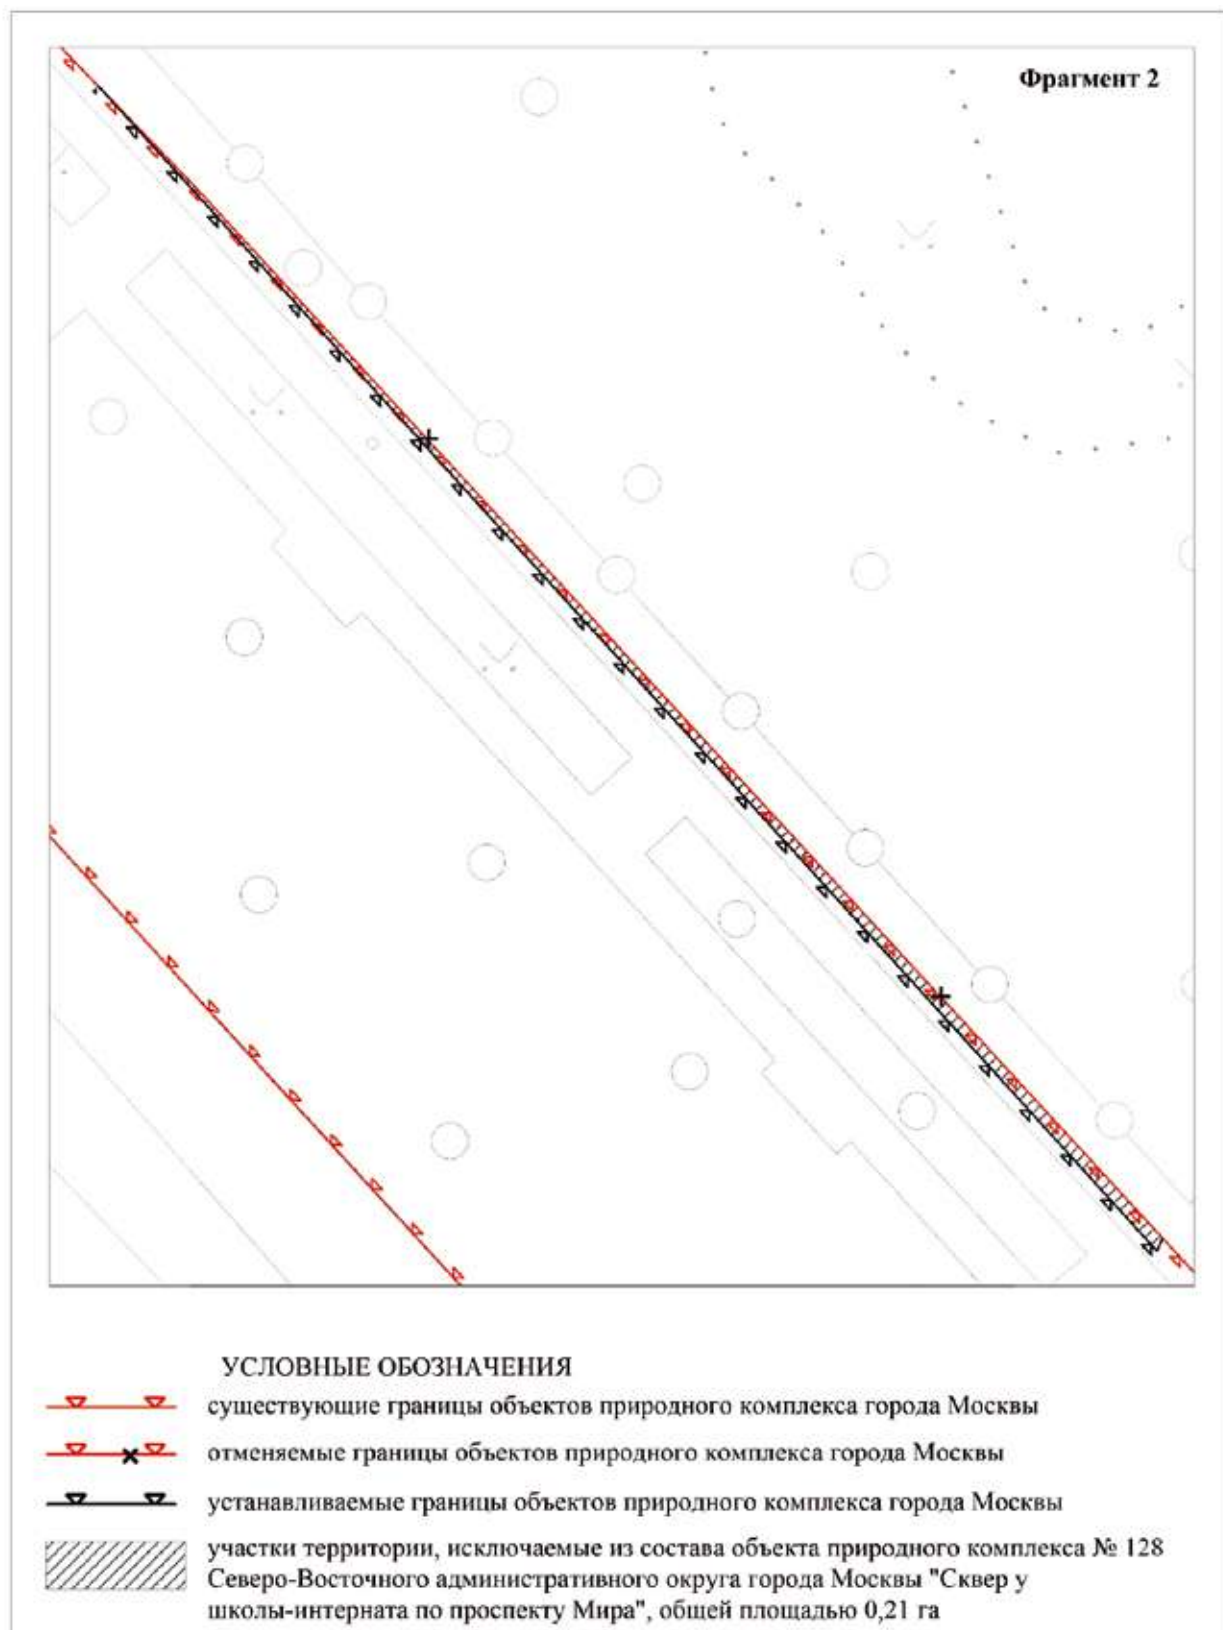 Фрагмент 2
УСЛОВНЫЕ ОБОЗНАЧЕНИЯ
существующие границы объектов природного комплекса города Москвы
отменяемые границы объектов природного комплекса города Москвы
устанавливаемые границы объектов природного комплекса города Москвы
участки территории, исключаемые из состава объекта природного комплекса № 128
Северо-Восточного административного округа города Москвы "Сквер у
школы-интерната по проспекту Мира", общей площадью 0,21 га